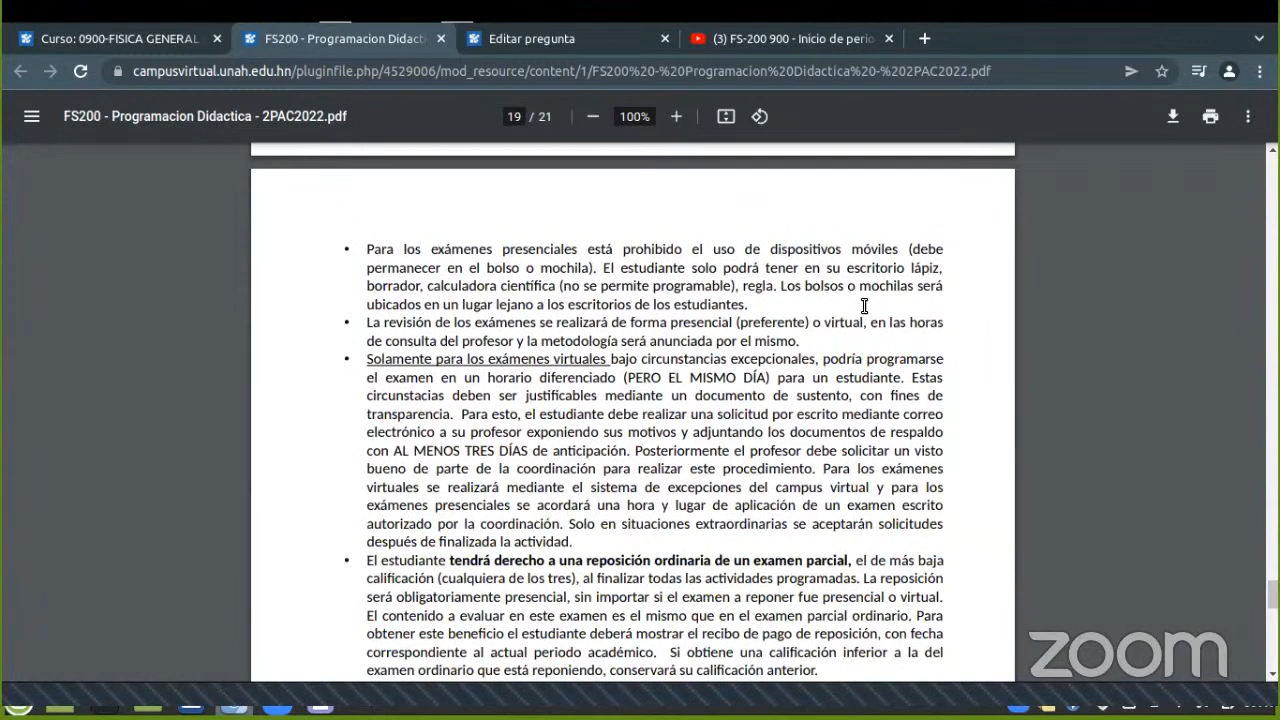 Curso: 0900-FISICA GENERAL
FS200 - Programacion Didact
Editar pregunta
(3) FS-200 900 - Inicio de perio
campusvirtual.unah.edu.hn/pluginfile.php/4529006/mod_resource/content/1/FS200%20-%20Programacion%20Didactica%20-%202PAC2022.pdf
FS200 - Programacion Didactica - 2PAC2022.pdf
19 / 21
100%
• Para los exámenes presenciales está prohibido el uso de dispositivos móviles (debe
permanecer en el bolso o mochila). El estudiante solo podrá tener en su escritorio lápiz,
borrador, calculadora científica (no se permite programable), regla. Los bolsos o mochilas será
ubicados en un lugar lejano a los escritorios de los estudiantes.
• La revisión de los exámenes se realizará de forma presencial (preferente) o virtual, en las horas
de consulta del profesor y la metodología será anunciada por el mismo.
• Solamente para los exámenes virtuales bajo circunstancias excepcionales, podría programarse
el examen en un horario diferenciado (PERO EL MISMO DÍA) para un estudiante. Estas
circunstacias deben ser justificables mediante un documento de sustento, con fines de
transparencia. Para esto, el estudiante debe realizar una solicitud por escrito mediante correo
electrónico a su profesor exponiendo sus motivos y adjuntando los documentos de respaldo
con AL MENOS TRES DÍAS de anticipación. Posteriormente el profesor debe solicitar un visto
bueno de parte de la coordinación para realizar este procedimiento. Para los exámenes
virtuales se realizará mediante el sistema de excepciones del campus virtual y para los
exámenes presenciales se acordará una hora y lugar de aplicación de un examen escrito
autorizado por la coordinación. Solo en situaciones extraordinarias se aceptarán solicitudes
después de finalizada la actividad.
• El estudiante tendrá derecho a una reposición ordinaria de un examen parcial, el de más baja
calificación (cualquiera de los tres), al finalizar todas las actividades programadas. La reposición
será obligatoriamente presencial, sin importar si el examen a reponer fue presencial o virtual.
El contenido a evaluar en este examen es el mismo que en el examen parcial ordinario. Para
obtener este beneficio el estudiante deberá mostrar el recibo de pago de reposición, con fecha
correspondiente al actual periodo académico. Si obtiene una calificación inferior a la del
examen ordinario que está reponiendo, conservará su calificación anterior.
zoom